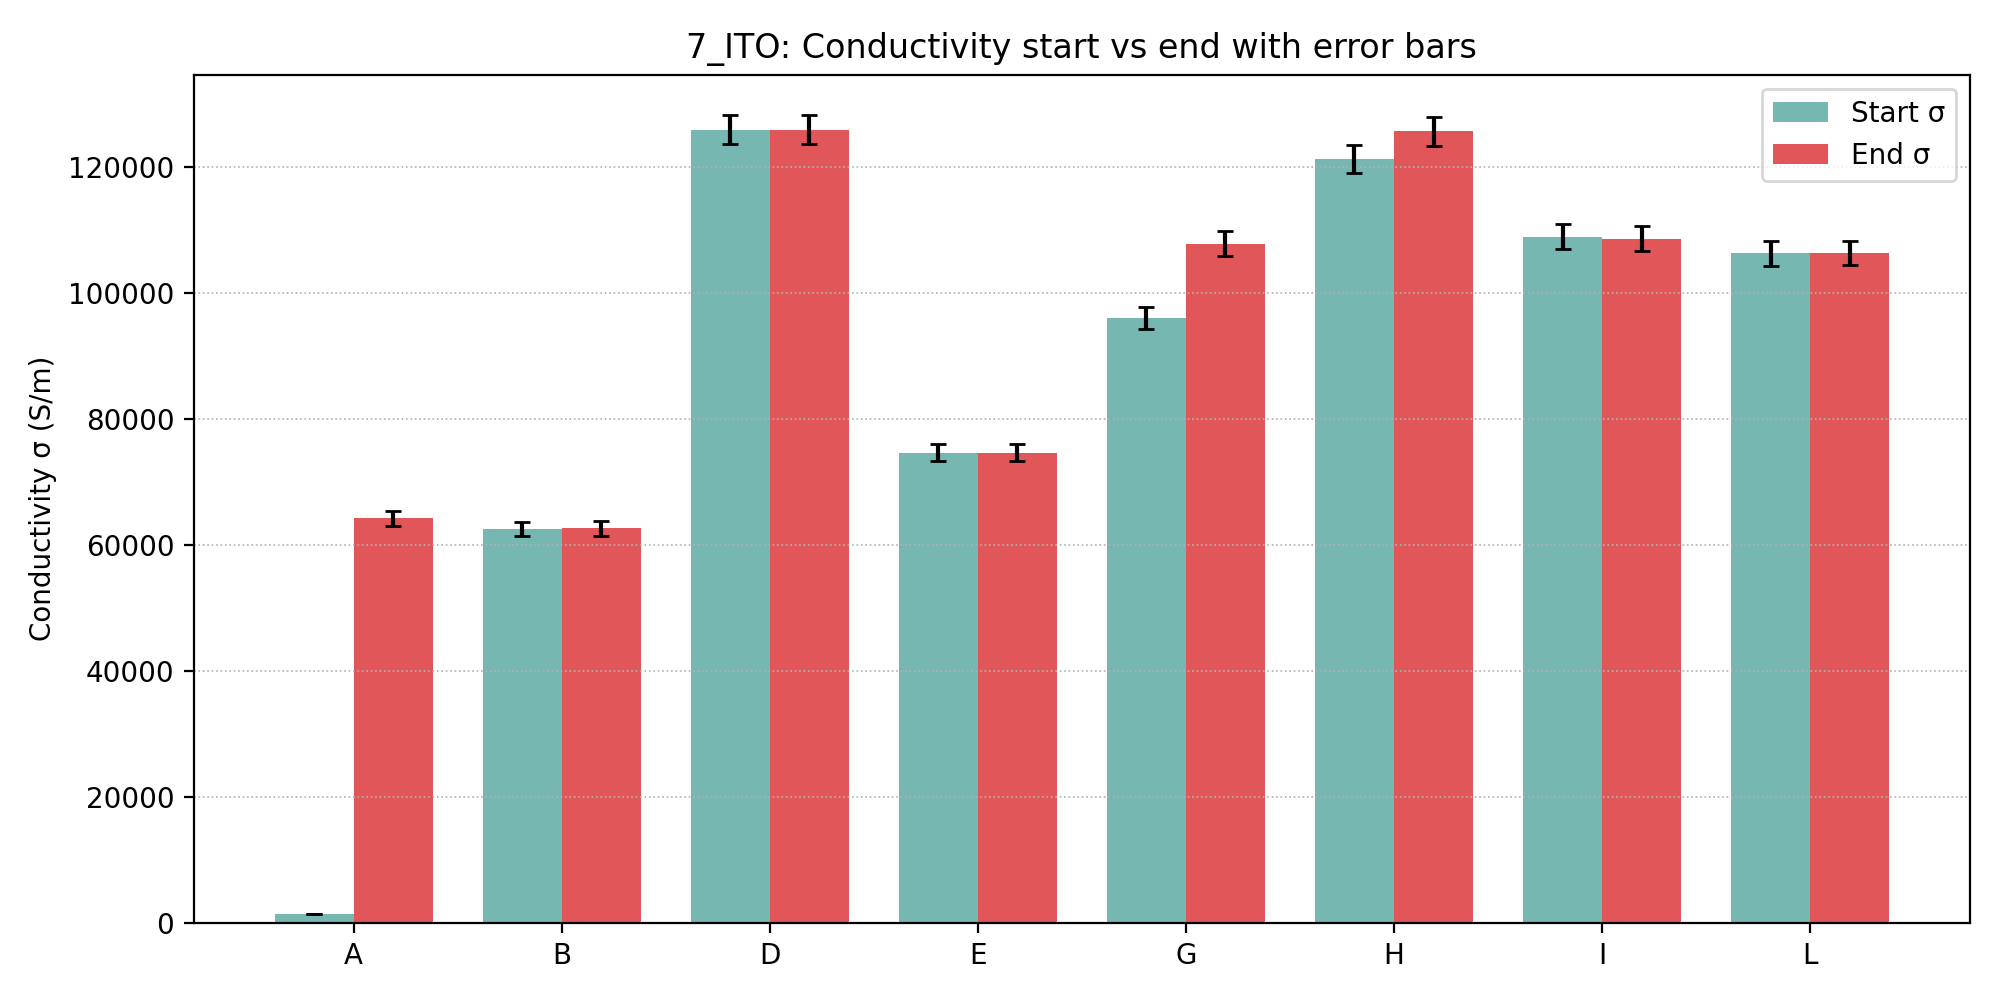 7_ITO: Conductivity start vs end with error bars
Start σ
End σ
Conductivity σ (S/m)
120000
100000
80000
60000
40000
20000
0
A B D E G H I L